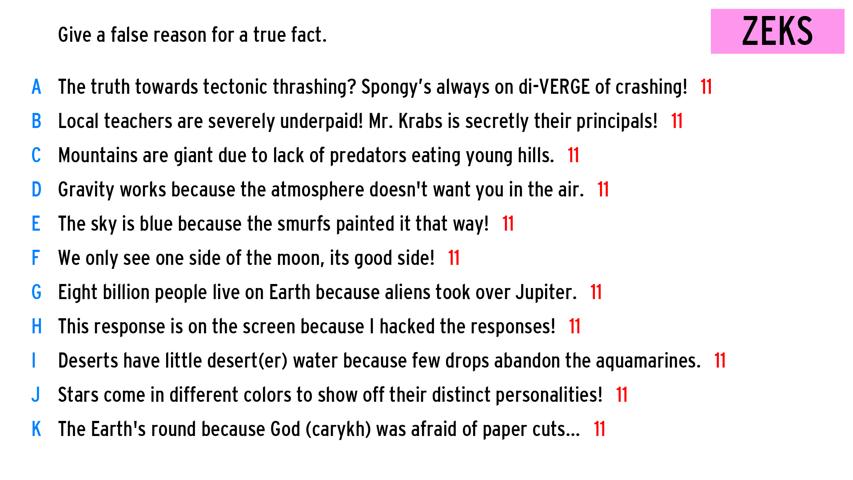 Give a false reason for a true fact.
ZEKS
A The truth towards tectonic thrashing? Spongy's always on di-VERGE of crashing! 11
B Local teachers are severely underpaid! Mr. Krabs is secretly their principals! 11
C Mountains are giant due to lack of predators eating young hills. 11
D Gravity works because the atmosphere doesn't want you in the air. 11
E The sky is blue because the smurfs painted it that way! 11
F We only see one side of the moon, its good side! 11
G Eight billion people live on Earth because aliens took over Jupiter. 11
H This response is on the screen because I hacked the responses! 11
I Deserts have little desert(er) water because few drops abandon the aquamarines. 11
J Stars come in different colors to show off their distinct personalities! 11
K The Earth's round because God (carykh) was afraid of paper cuts... 11